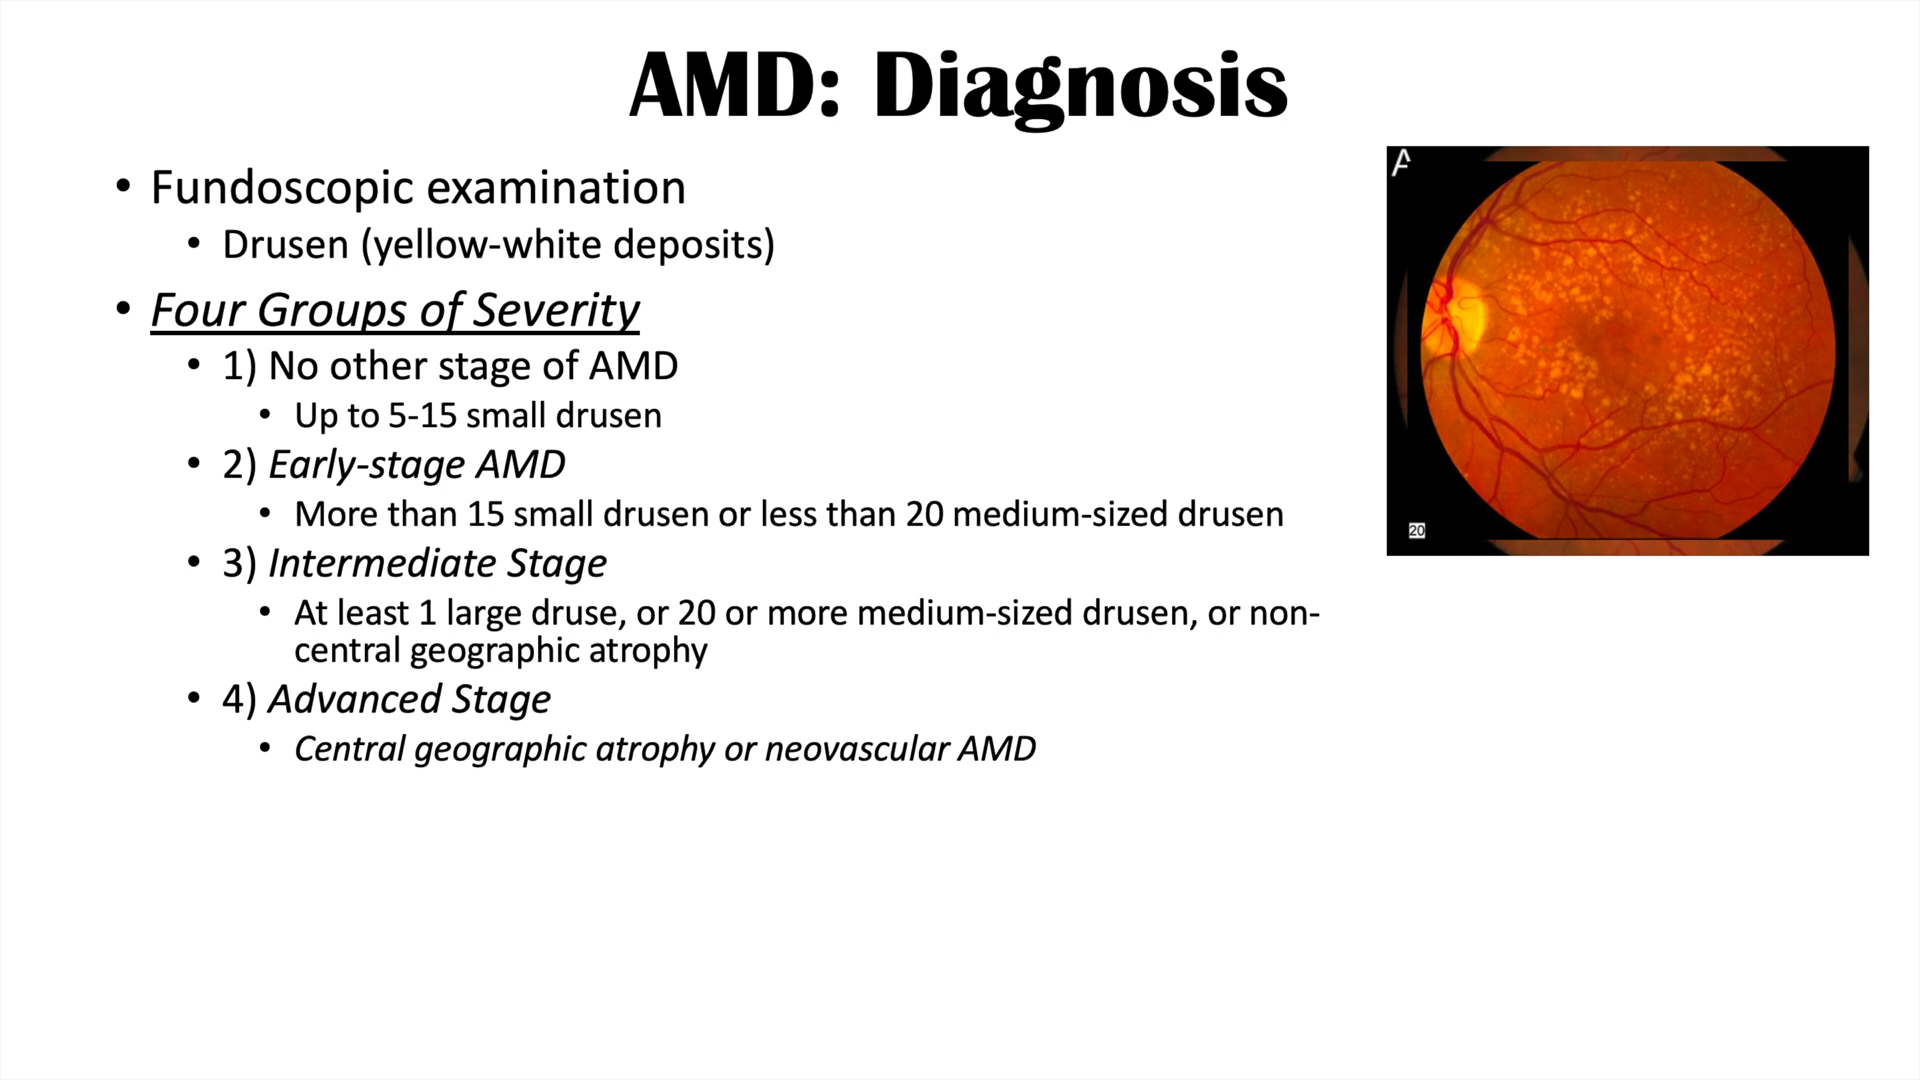 AMD: Diagnosis
• Fundoscopic examination
• Drusen (yellow-white deposits)
• Four Groups of Severity
• 1) No other stage of AMD
• Up to 5-15 small drusen
• 2) Early-stage AMD
• More than 15 small drusen or less than 20 medium-sized drusen
• 3) Intermediate Stage
• At least 1 large druse, or 20 or more medium-sized drusen, or non-
central geographic atrophy
• 4) Advanced Stage
• Central geographic atrophy or neovascular AMD
A
20